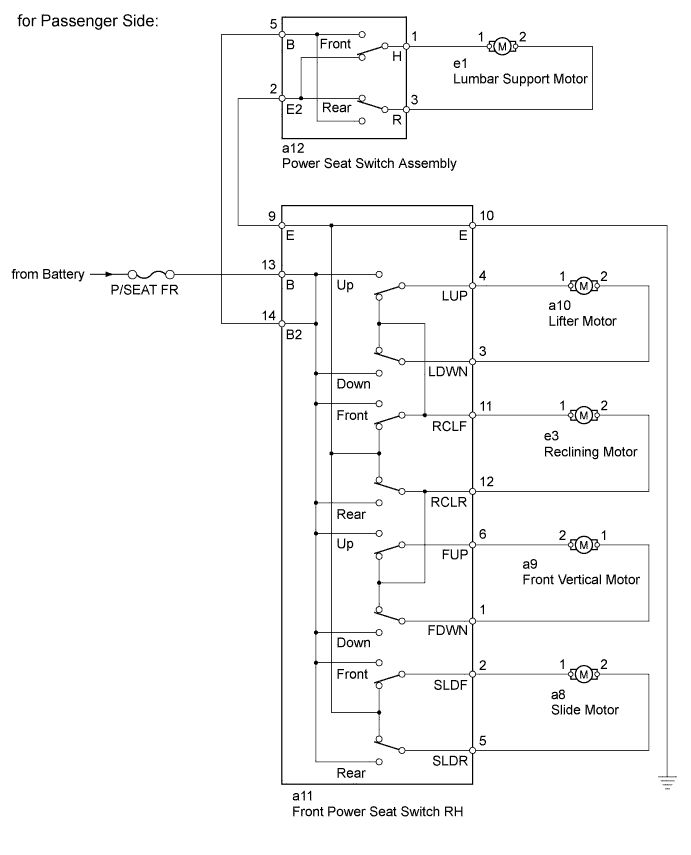 for Passenger Side:
5
B
Front
1
H
1
M
2
e1
Lumbar Support Motor
2
E2
Rear
3
R
a12
Power Seat Switch Assembly
9
E
10
E
from Battery
P/SEAT FR
13
B
Up
4
LUP
1
M
2
a10
Lifter Motor
14
B2
3
LDWN
Down
Front
11
RCLF
1
M
2
e3
Reclining Motor
12
RCLR
Rear
Up
6
FUP
2
M
1
a9
Front Vertical Motor
1
FDWN
Down
Front
2
SLDF
1
M
2
a8
Slide Motor
5
SLDR
Rear
a11
Front Power Seat Switch RH